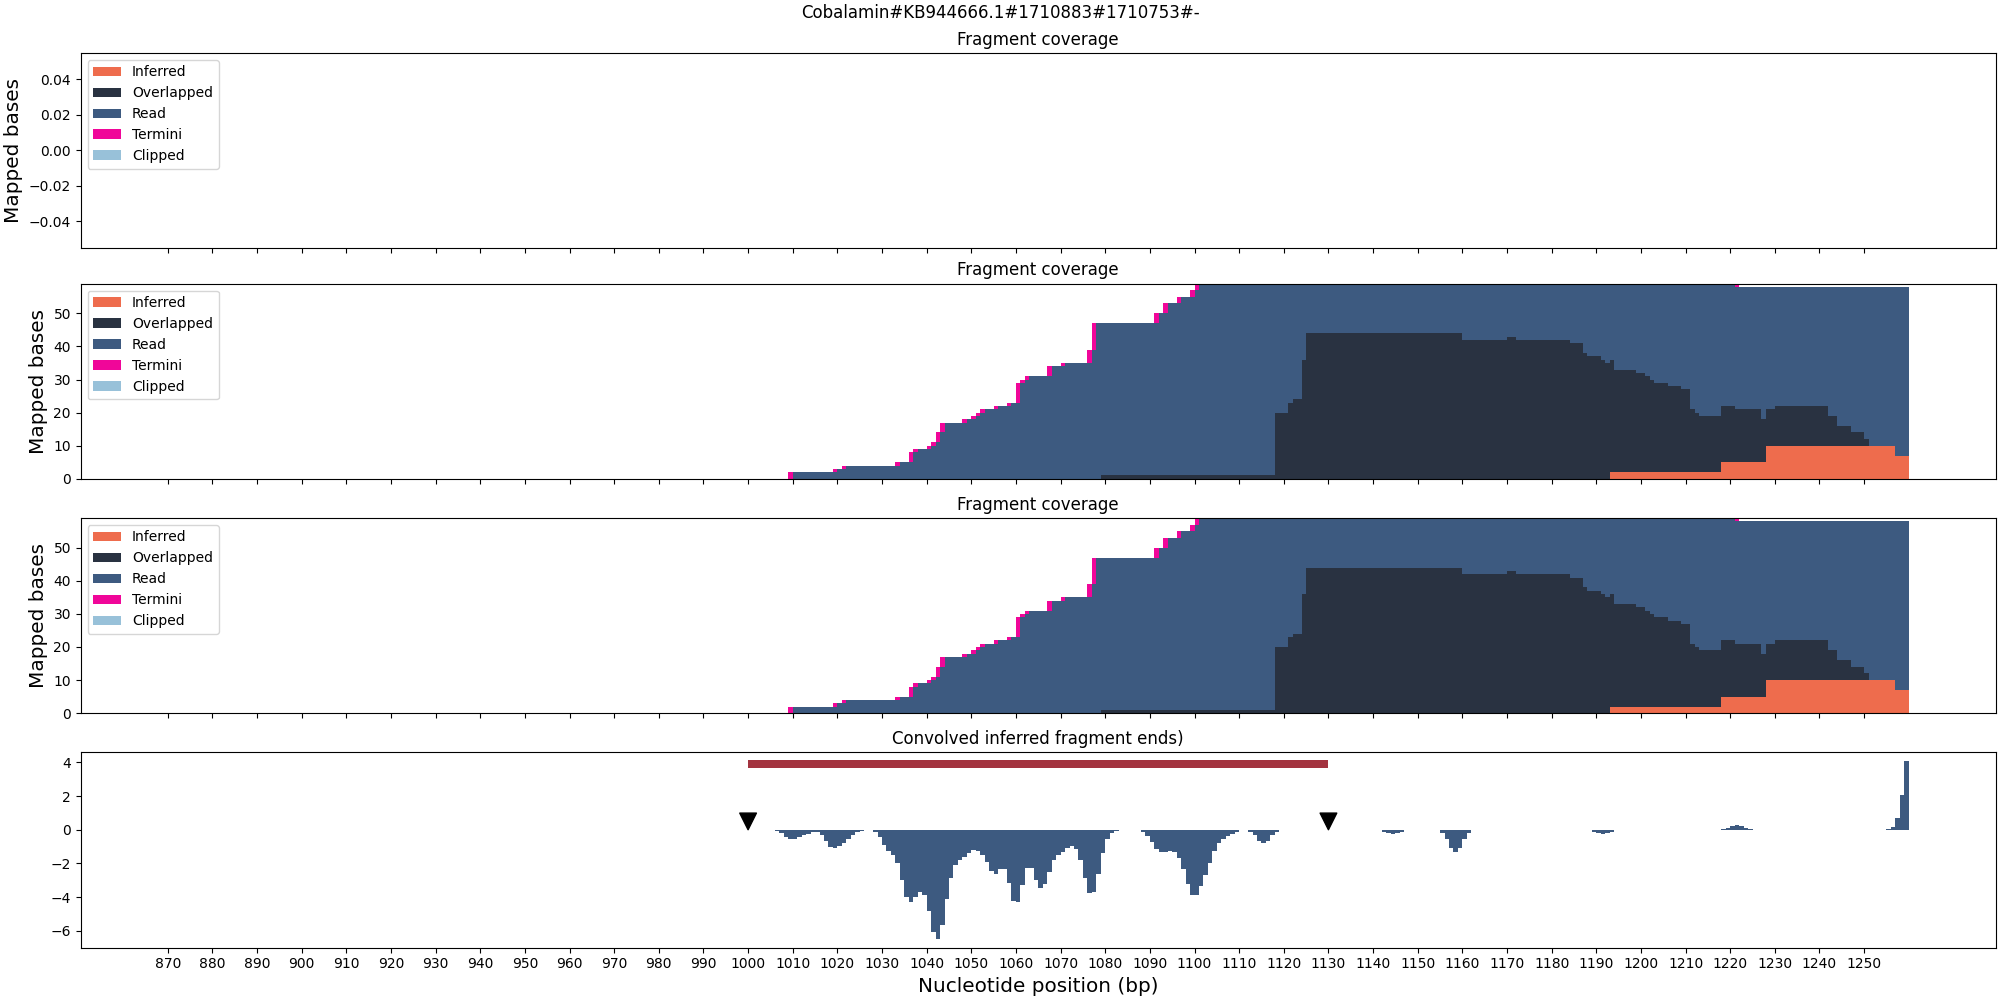 Cobalamin#KB944666.1#1710883#1710753#-
Fragment coverage
Mapped bases
0.04
0.02
0.00
−0.02
−0.04
Inferred
Overlapped
Read
Termini
Clipped
Fragment coverage
Mapped bases
50
40
30
20
10
0
Inferred
Overlapped
Read
Termini
Clipped
Fragment coverage
Mapped bases
50
40
30
20
10
0
Inferred
Overlapped
Read
Termini
Clipped
Convolved inferred fragment ends)
4
2
0
−2
−4
−6
870 880 890 900 910 920 930 940 950 960 970 980 990 1000 1010 1020 1030 1040 1050 1060 1070 1080 1090 1100 1110 1120 1130 1140 1150 1160 1170 1180 1190 1200 1210 1220 1230 1240 1250
Nucleotide position (bp)